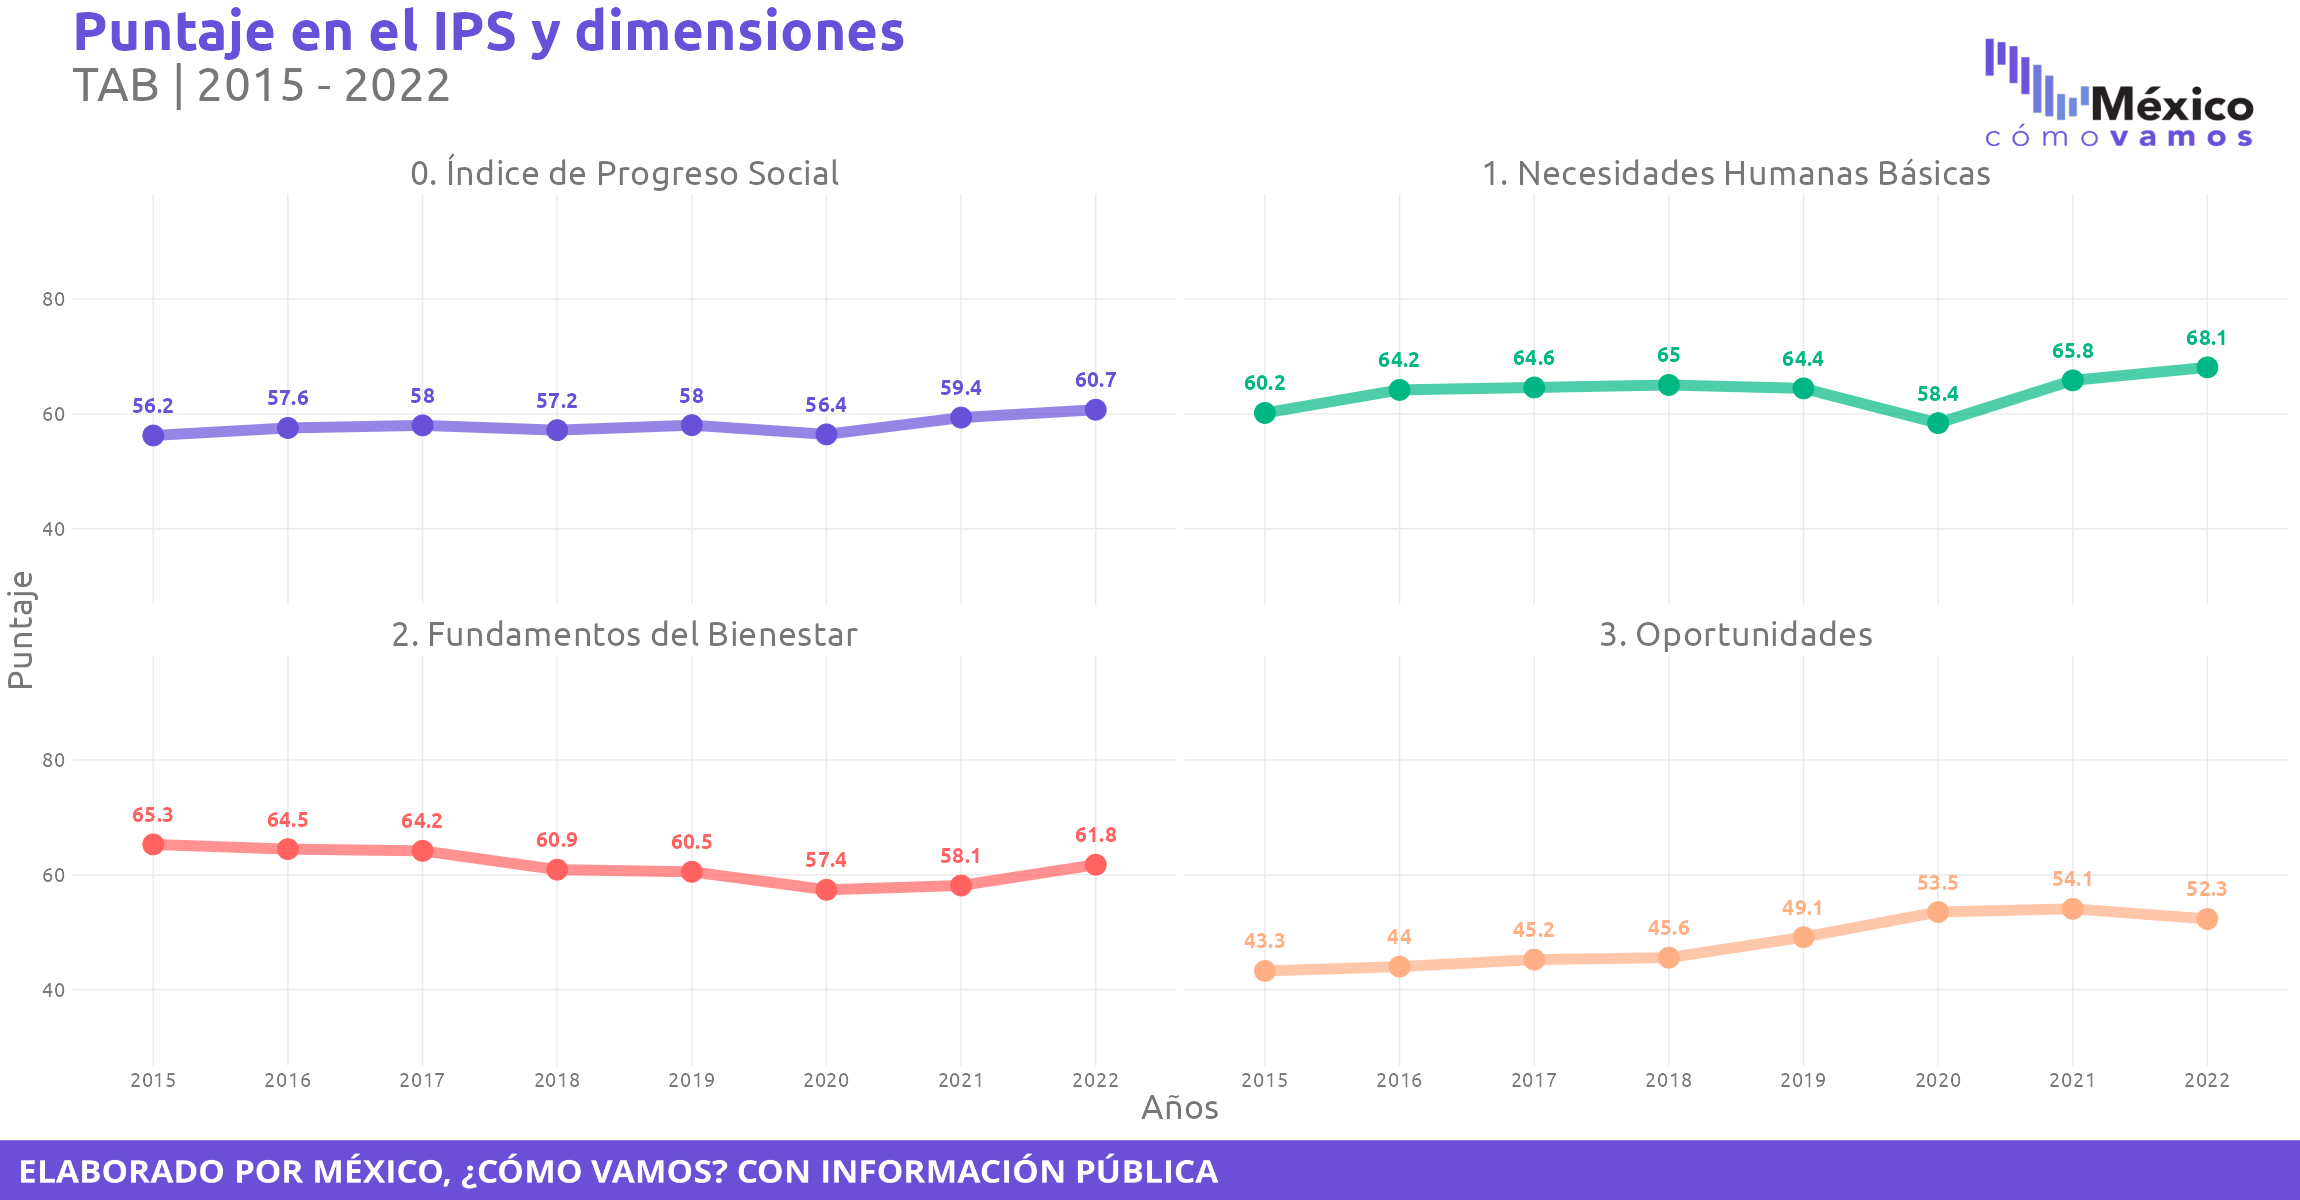 Puntaje en el IPS y dimensiones
TAB | 2015 - 2022
México
cómovamos
0. Índice de Progreso Social
80
60
40
56.2
57.6
58
57.2
58
56.4
59.4
60.7
1. Necesidades Humanas Básicas
60.2
64.2
64.6
65
64.4
58.4
65.8
68.1
Puntaje
2. Fundamentos del Bienestar
80
60
40
65.3
64.5
64.2
60.9
60.5
57.4
58.1
61.8
2015 2016 2017 2018 2019 2020 2021 2022
3. Oportunidades
43.3
44
45.2
45.6
49.1
53.5
54.1
52.3
2015 2016 2017 2018 2019 2020 2021 2022
Años
ELABORADO POR MÉXICO, ¿CÓMO VAMOS? CON INFORMACIÓN PÚBLICA